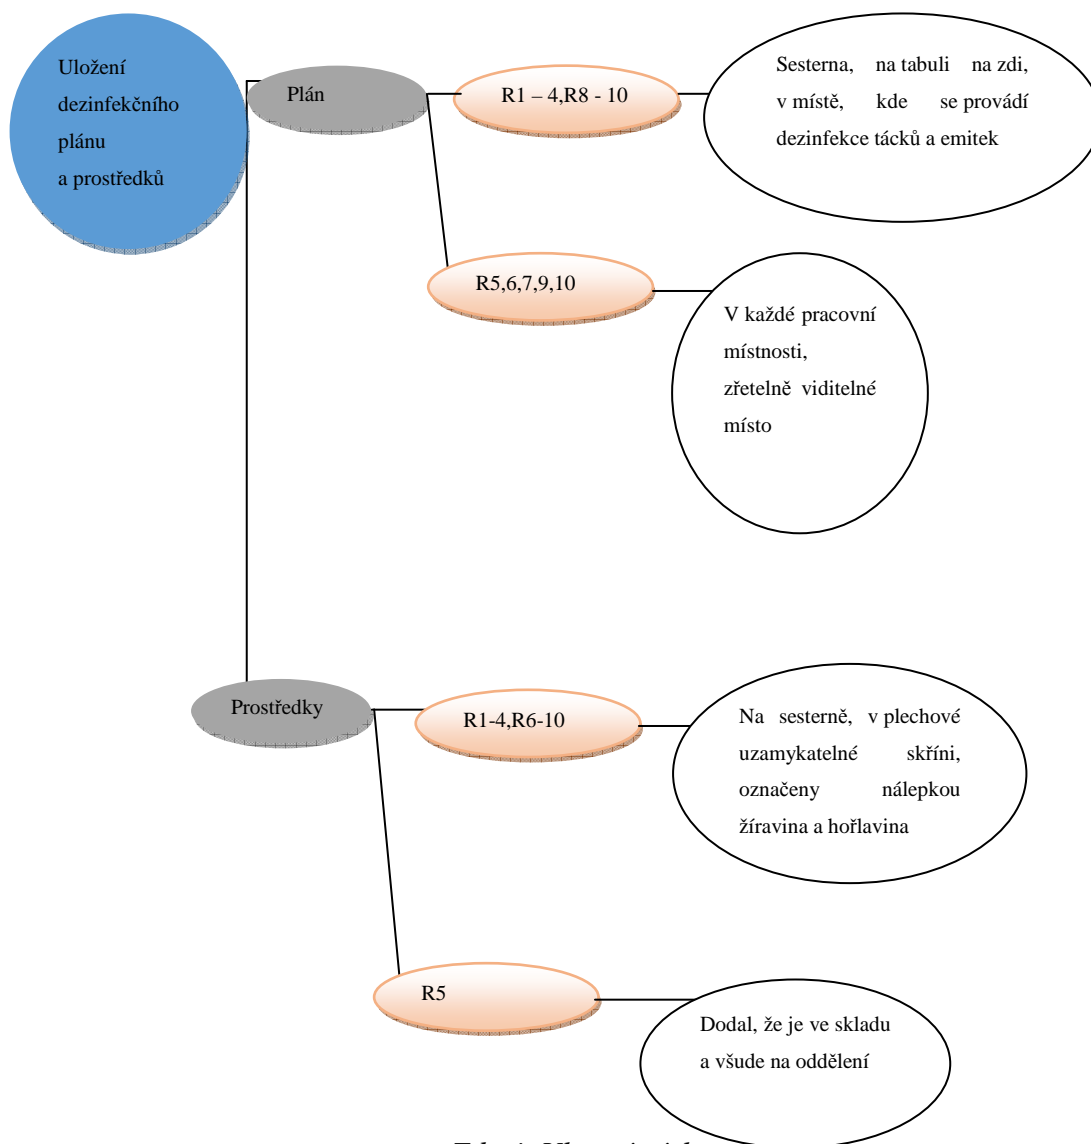 Uložení
dezinfekčního
plánu
a prostředků
Plán
R1 – 4,R8 - 10
Sesterna, na tabuli na zdi,
v místě, kde se provádí
dezinfekce tácků a emitek
R5,6,7,9,10
V každé pracovní
místnosti,
zřetelně viditelné
místo
Prostředky
R1-4,R6-10
Na sesterně, v plechové
uzamykatelné skříni,
označeny nálepkou
žíravina a hořlavina
R5
Dodal, že je ve skladu
a všude na oddělení